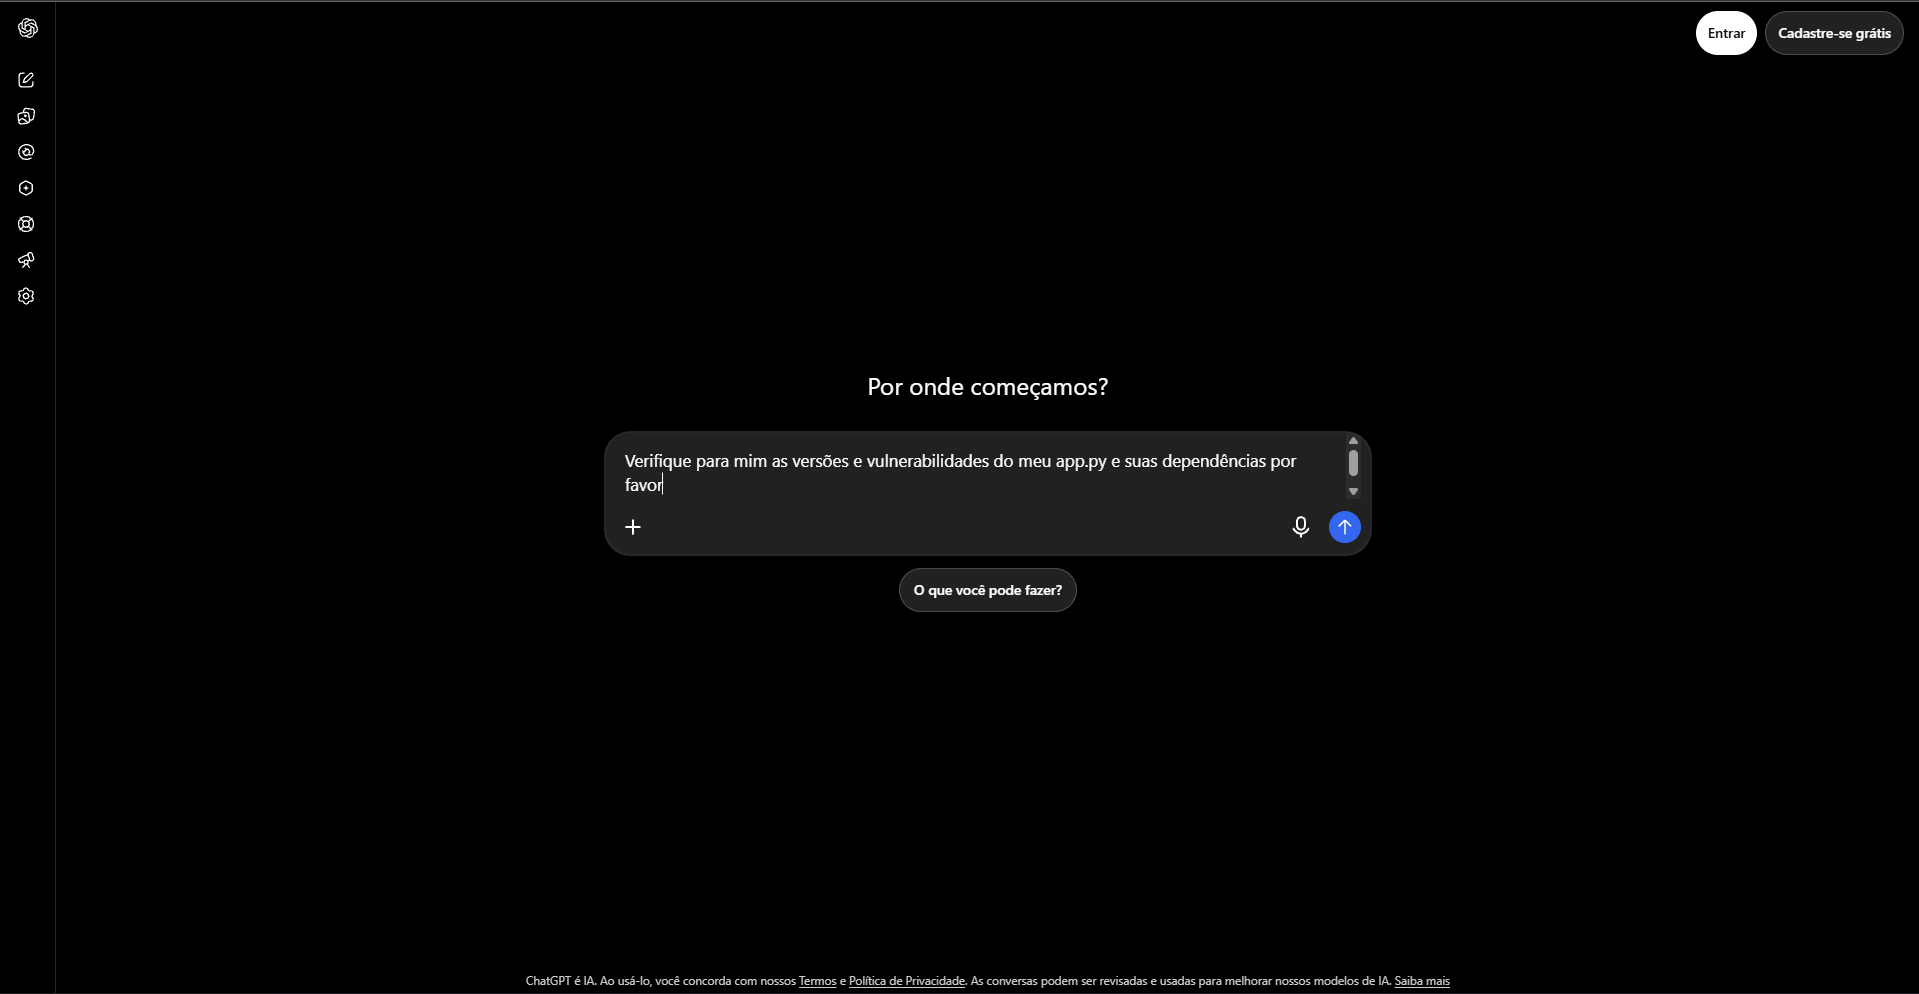 Entrar
Cadastre-se grátis
Por onde começamos?
Verifique para mim as versões e vulnerabilidades do meu app.py e suas dependências por
favor
O que você pode fazer?
ChatGPT é IA. Ao usá-lo, você concorda com nossos Termos e Política de Privacidade. As conversas podem ser revisadas e usadas para melhorar nossos modelos de IA. Saiba mais